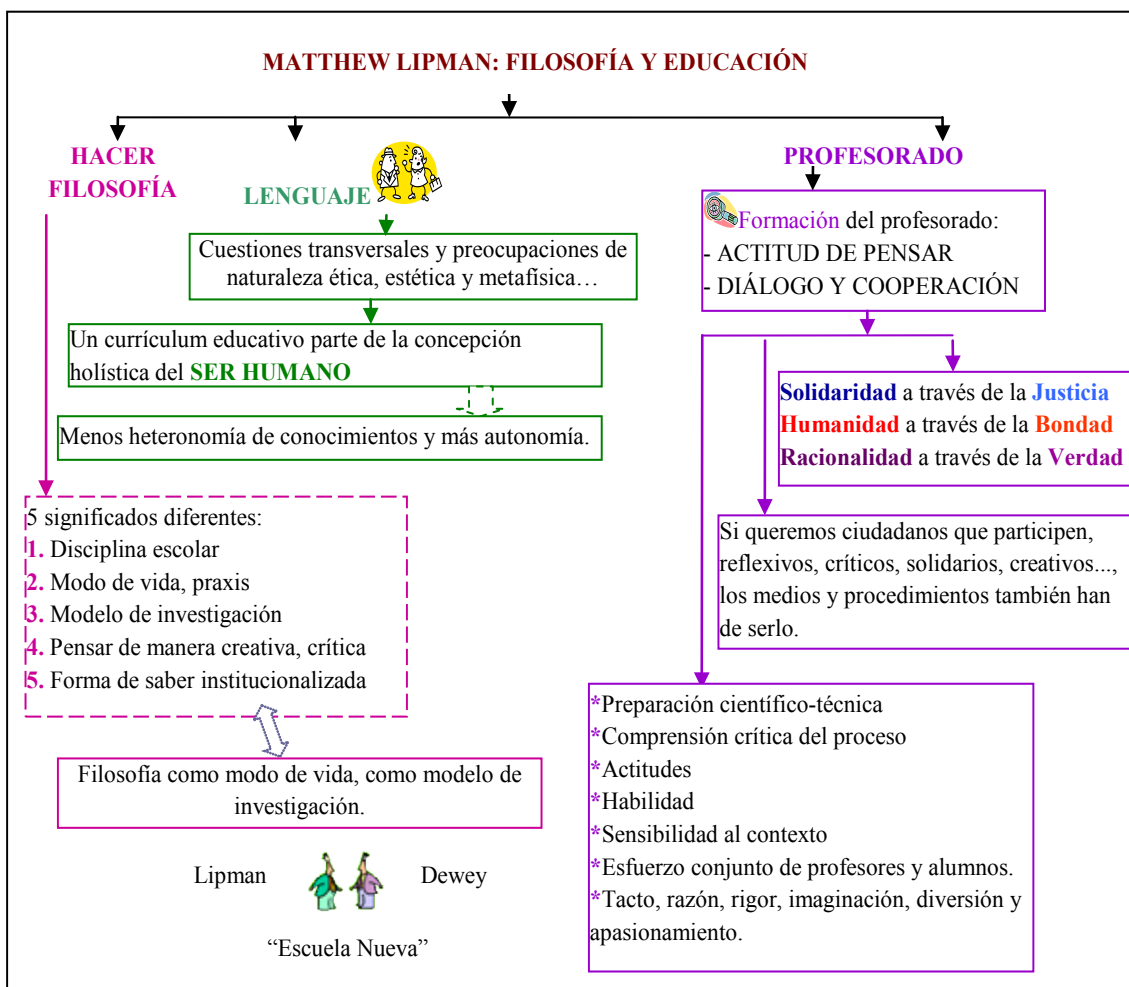 MATTHEW LIPMAN: FILOSOFÍA Y EDUCACIÓN
HACER
FILOSOFÍA
LENGUAJE
Cuestiones transversales y preocupaciones de
naturaleza ética, estética y metafísica…
Un currículum educativo parte de la concepción
holística del SER HUMANO
Menos heteronomía de conocimientos y más autonomía.
5 significados diferentes:
1. Disciplina escolar
2. Modo de vida, praxis
3. Modelo de investigación
4. Pensar de manera creativa, crítica
5. Forma de saber institucionalizada
Filosofía como modo de vida, como modelo de
investigación.
Lipman Dewey
“Escuela Nueva”
PROFESORADO
Formación del profesorado:
- ACTITUD DE PENSAR
- DIÁLOGO Y COOPERACIÓN
Solidaridad a través de la Justicia
Humanidad a través de la Bondad
Racionalidad a través de la Verdad
Si queremos ciudadanos que participen,
reflexivos, críticos, solidarios, creativos...,
los medios y procedimientos también han
de serlo.
*Preparación científico-técnica
*Comprensión crítica del proceso
*Actitudes
*Habilidad
*Sensibilidad al contexto
*Esfuerzo conjunto de profesores y alumnos.
*Tacto, razón, rigor, imaginación, diversión y
apasionamiento.